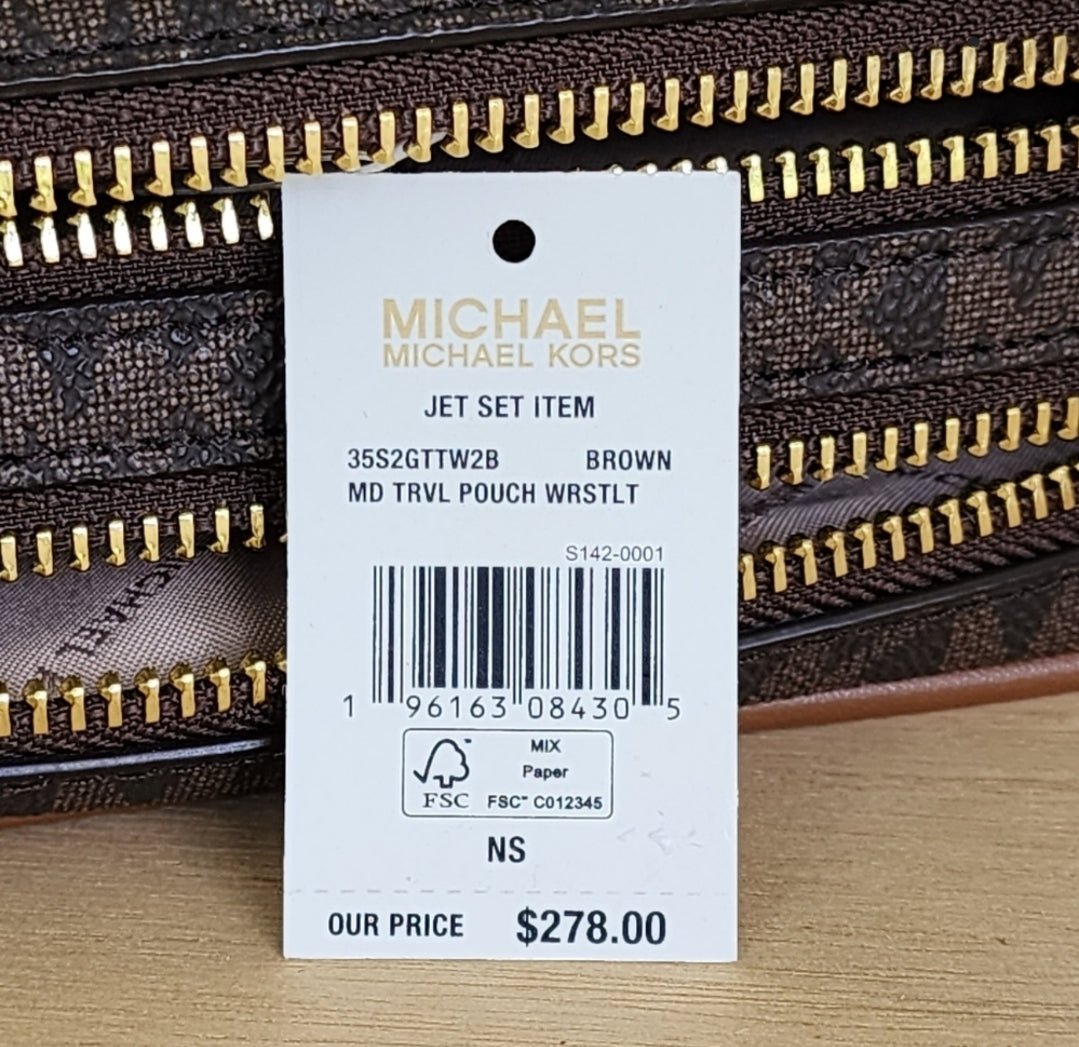 MICHAEL
MICHAEL KORS
JET SET ITEM
35S2GTTW2B BROWN
MD TRVL POUCH WRSTLT
S142-0001
1 96163 08430 5
MIX
Paper
FSC FSC™ C012345
NS
OUR PRICE $278.00